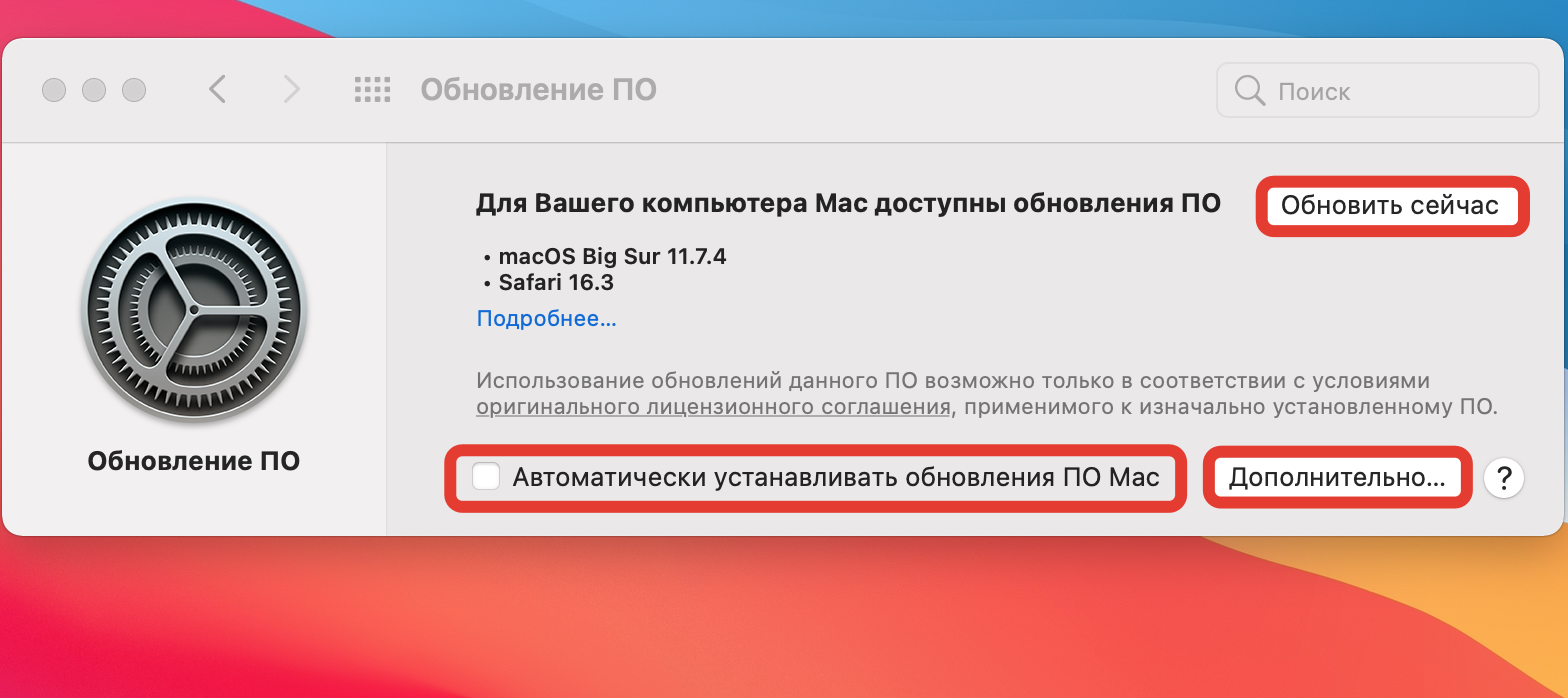 Обновление ПО
Поиск
Для Вашего компьютера Mac доступны обновления ПО
Обновить сейчас
• macOS Big Sur 11.7.4
• Safari 16.3
Подробнее...
Использование обновлений данного ПО возможно только в соответствии с условиями
оригинального лицензионного соглашения, применимого к изначально установленному ПО.
Обновление ПО
Автоматически устанавливать обновления ПО Mac
Дополнительно...
?